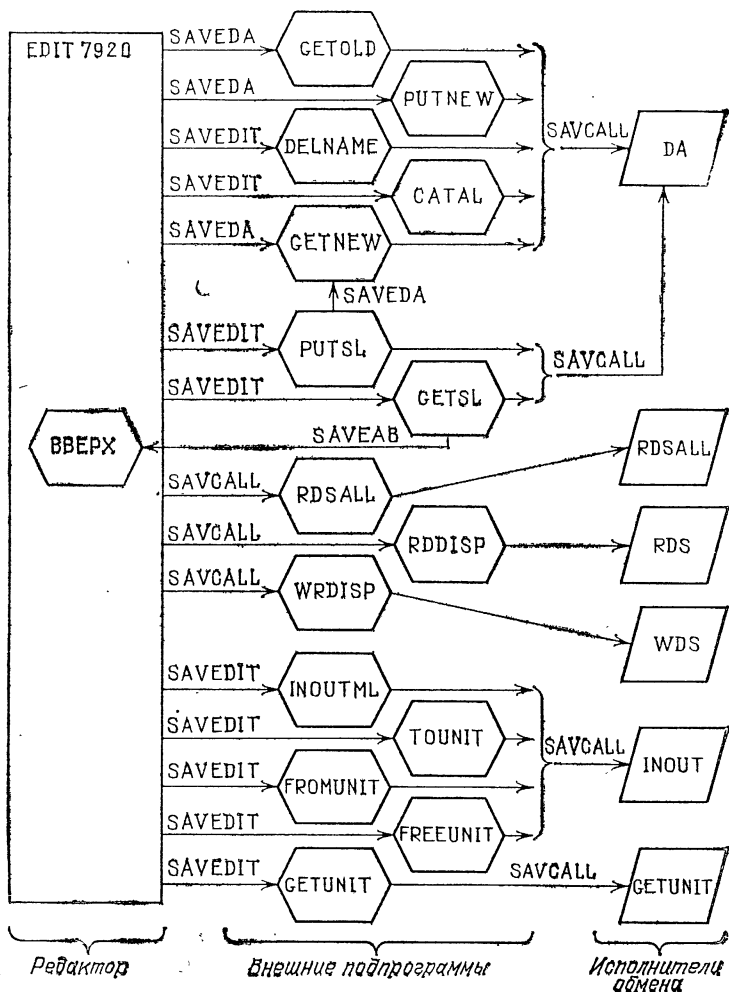 EDIT 7920
SAVEDA
GETOLD
SAVEDA
PUTNEW
SAVEDIT
DELNAME
SAVCALL
DA
SAVEDIT
CATAL
SAVEDA
GETNEW
SAVEDA
SAVEDIT
PUTSL
SAVCALL
SAVEDIT
GETSL
SAVEAB
ВВЕРХ
SAVCALL
RDSALL
RDSALL
SAVCALL
RDDISP
RDS
SAVCALL
WRDISP
WDS
SAVEDIT
INOUTML
SAVEDIT
TOUNIT
SAVCALL
INOUT
SAVEDIT
FROMUNIT
SAVEDIT
FREEUNIT
SAVEDIT
GETUNIT
SAVCALL
GETUNIT
Редактор
Внешние подпрограммы
Исполнители
обмена